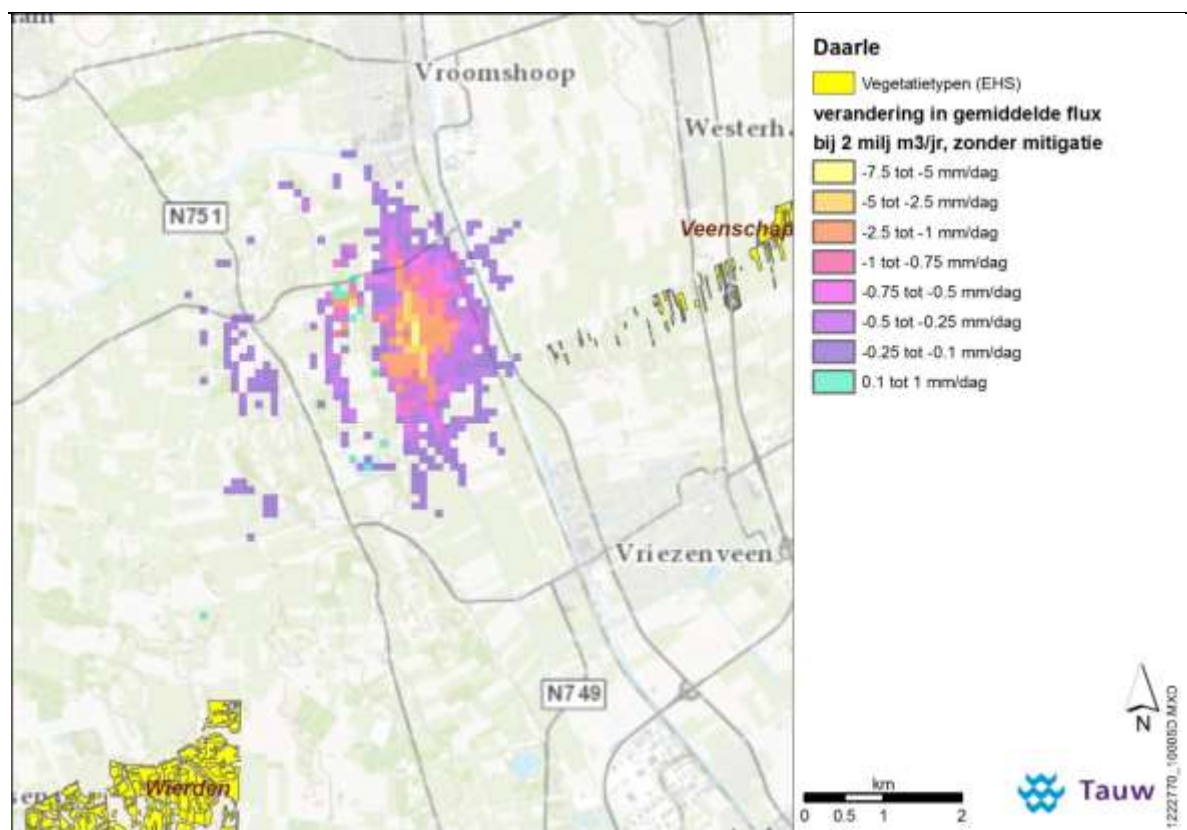 Vroomshoop
Westerh.
N751
Veenschap
Vriezenveen
N749
Wierden
Daarle
Vegetatietypen (EHS)
verandering in gemiddelde flux
bij 2 milj m3/jr, zonder mitigatie
-7.5 tot -5 mm/dag
-5 tot -2.5 mm/dag
-2.5 tot -1 mm/dag
-1 tot -0.75 mm/dag
-0.75 tot -0.5 mm/dag
-0.5 tot -0.25 mm/dag
-0.25 tot -0.1 mm/dag
0.1 tot 1 mm/dag
N
km
0 0.5 1 2
Tauw